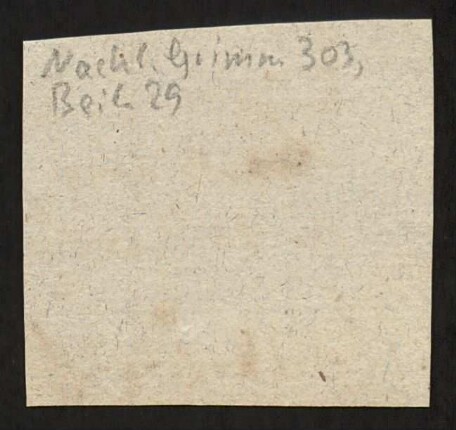 Nachl. Grimm 303,
Beil. 29